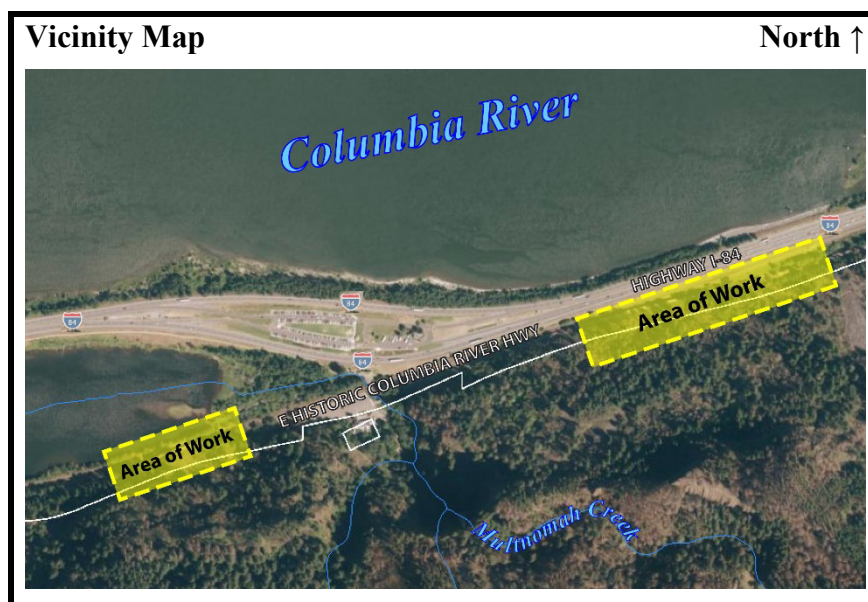 Vicinity Map North ↑
Columbia River
84
HIGHWAY I-84
Area of Work
84
84
84
E HISTORIC COLUMBIA RIVER HWY
Area of Work
Multnomah Creek